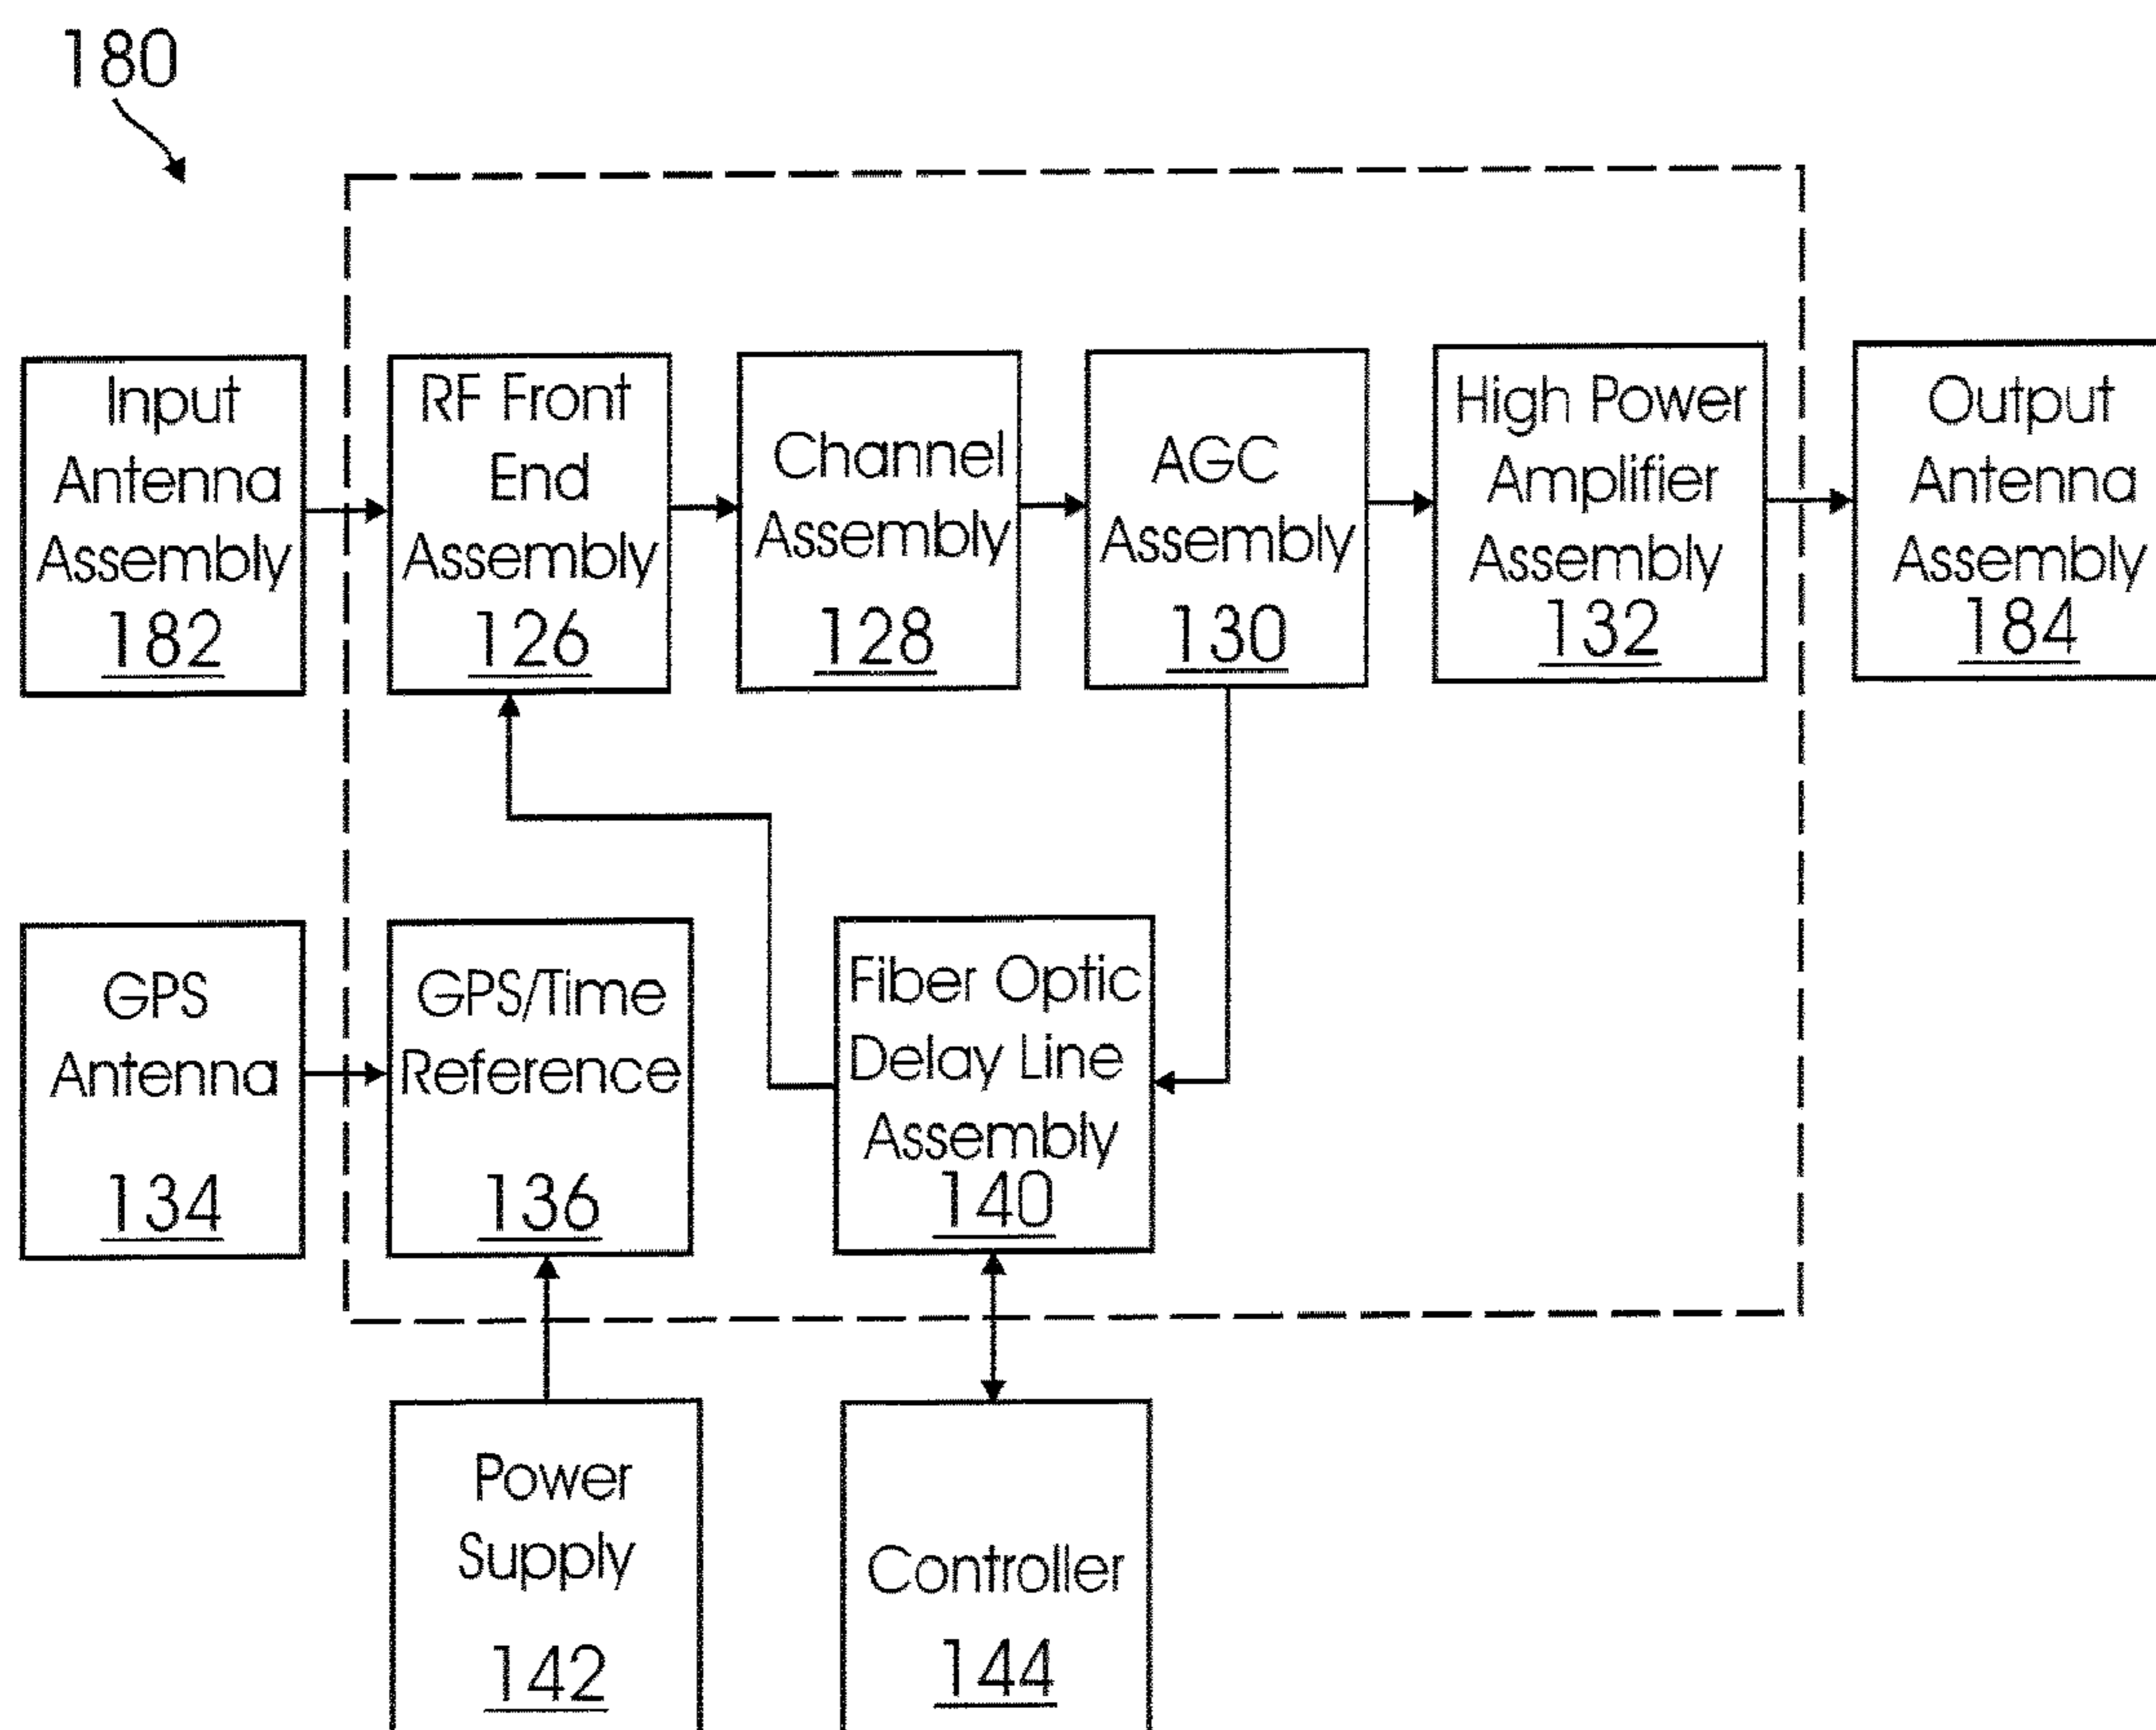 180
Input
Antenna
Assembly
182
RF Front
End
Assembly
126
Channel
Assembly
128
AGC
Assembly
130
High Power
Amplifier
Assembly
132
Output
Antenna
Assembly
184
GPS
Antenna
134
GPS/Time
Reference
136
Fiber Optic
Delay Line
Assembly
140
Power
Supply
142
Controller
144